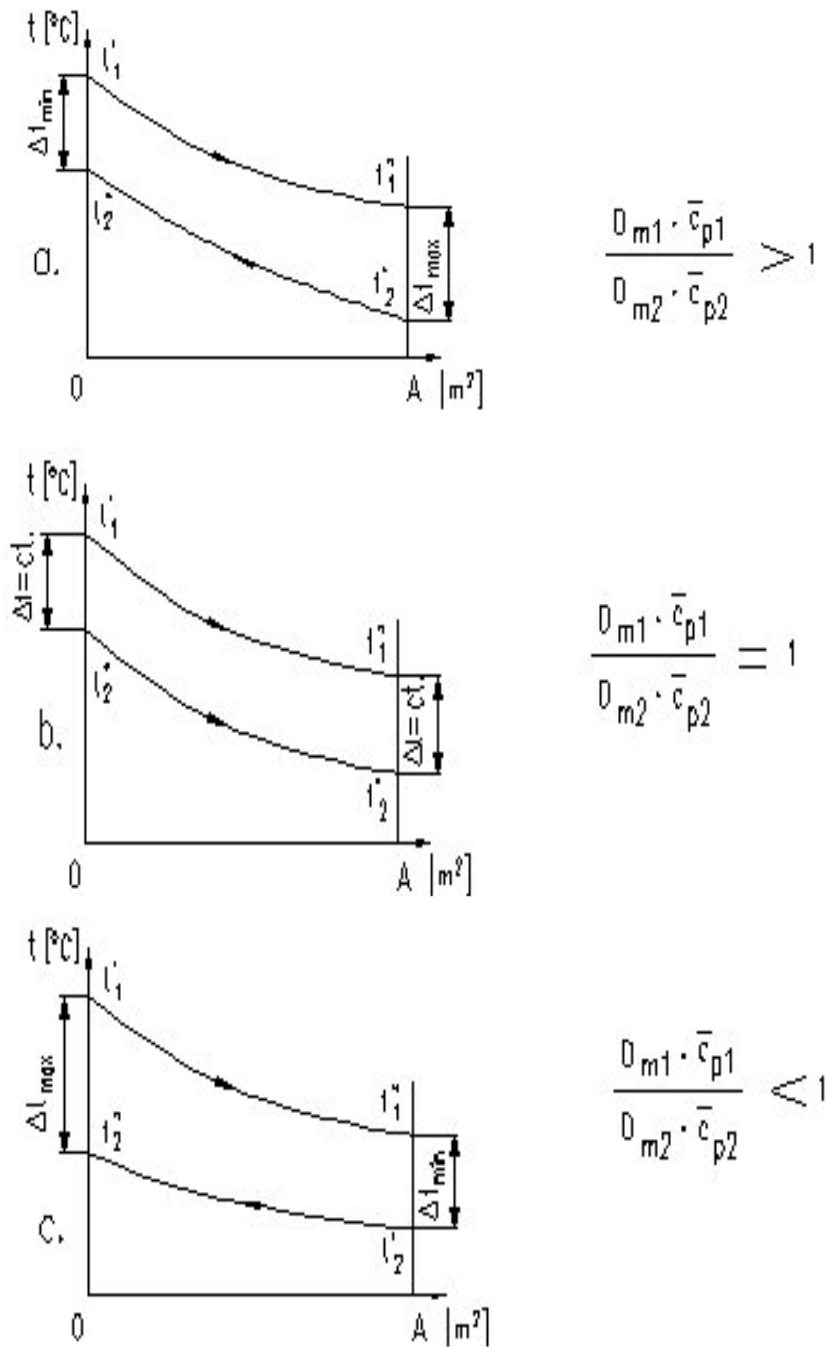 t [°C]
t'₁
Δt min
t"₁
t"₂
a.
t'₂
Δt max
D m1 · c̄ p1 / D m2 · c̄ p2 > 1
0
A [m²]
t [°C]
t'₁
Δt = ct.
t"₁
t"₂
Δt = ct.
b.
t'₂
D m1 · c̄ p1 / D m2 · c̄ p2 = 1
0
A [m²]
t [°C]
t'₁
Δt max
t"₁
t"₂
Δt min
c.
t'₂
D m1 · c̄ p1 / D m2 · c̄ p2 < 1
0
A [m²]